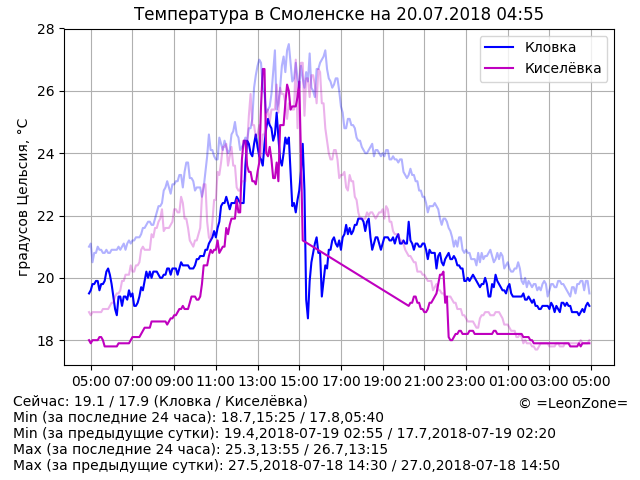 Температура в Смоленске на 20.07.2018 04:55
градусов Цельсия, °C
28
26
24
22
20
18
Кловка
Киселёвка
05:00 07:00 09:00 11:00 13:00 15:00 17:00 19:00 21:00 23:00 01:00 03:00 05:00
Сейчас: 19.1 / 17.9 (Кловка / Киселёвка)
© =LeonZone=
Min (за последние 24 часа): 18.7,15:25 / 17.8,05:40
Min (за предыдущие сутки): 19.4,2018-07-19 02:55 / 17.7,2018-07-19 02:20
Max (за последние 24 часа): 25.3,13:55 / 26.7,13:15
Max (за предыдущие сутки): 27.5,2018-07-18 14:30 / 27.0,2018-07-18 14:50